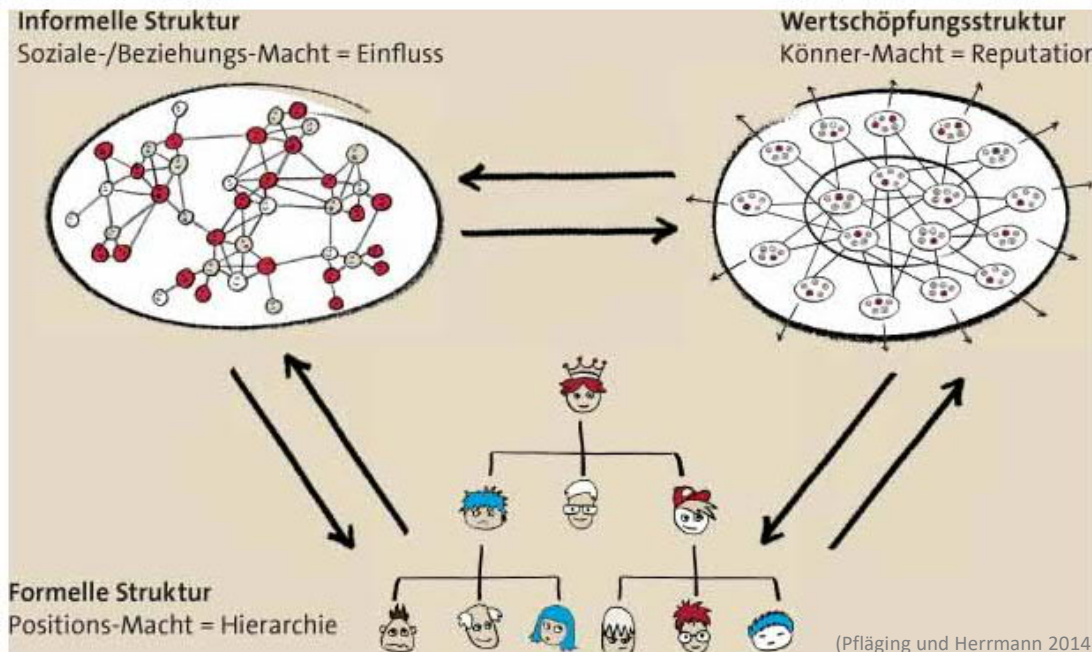 Informelle Struktur
Soziale-/Beziehungs-Macht = Einfluss
Wertschöpfungsstruktur
Könner-Macht = Reputation
Formelle Struktur
Positions-Macht = Hierarchie
(Pfläging und Herrmann 2014